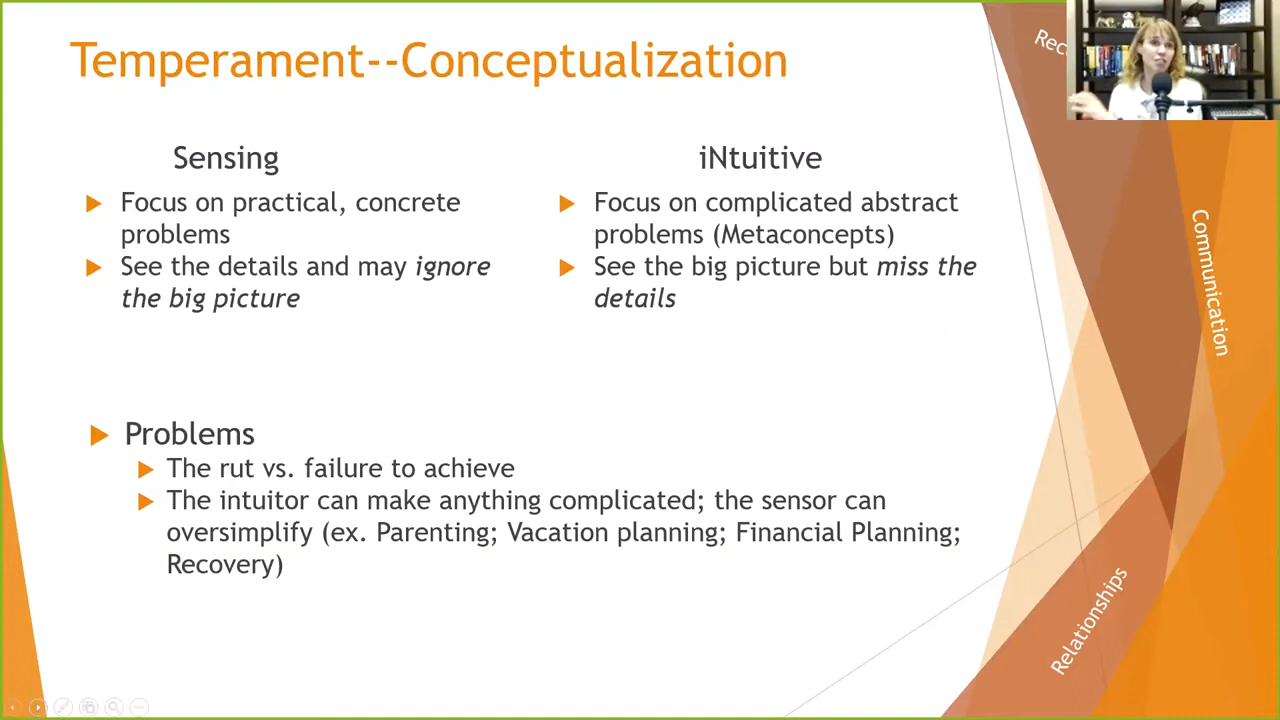 Temperament--Conceptualization
Sensing
Focus on practical, concrete
problems
See the details and may ignore
the big picture
iNtuitive
Focus on complicated abstract
problems (Metaconcepts)
See the big picture but miss the
details
Problems
The rut vs. failure to achieve
The intuitor can make anything complicated; the sensor can
oversimplify (ex. Parenting; Vacation planning; Financial Planning;
Recovery)
Communication
Relationships